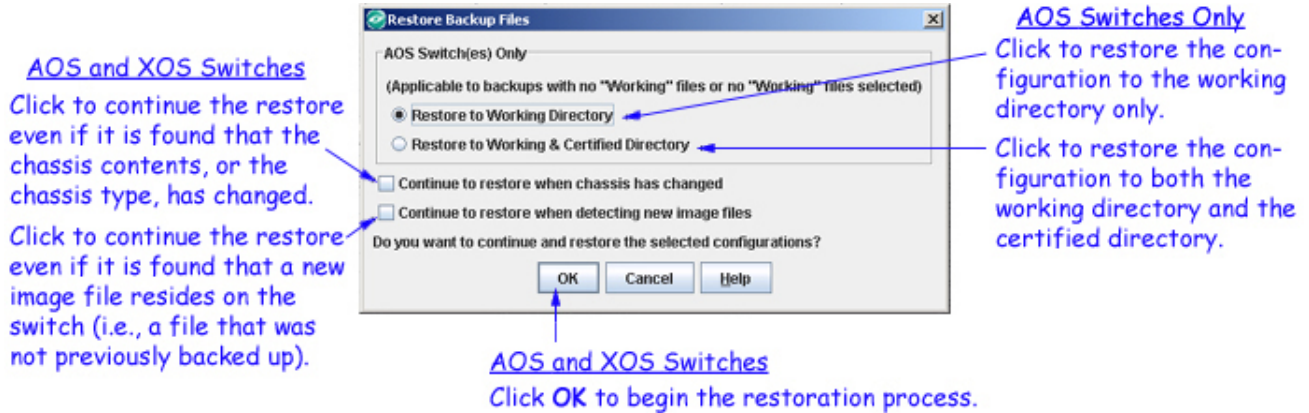 AOS and XOS Switches
Click to continue the restore
even if it is found that the
chassis contents, or the
chassis type, has changed.
Click to continue the restore
even if it is found that a new
image file resides on the
switch (i.e., a file that was
not previously backed up).
Restore Backup Files
AOS Switch(es) Only
(Applicable to backups with no "Working" files or no "Working" files selected)
Restore to Working Directory
Restore to Working & Certified Directory
Continue to restore when chassis has changed
Continue to restore when detecting new image files
Do you want to continue and restore the selected configurations?
OK Cancel Help
AOS Switches Only
Click to restore the con-
figuration to the working
directory only.
Click to restore the con-
figuration to both the
working directory and the
certified directory.
AOS and XOS Switches
Click OK to begin the restoration process.